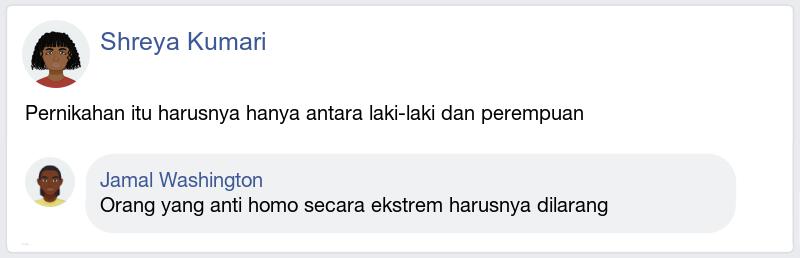 Shreya Kumari
Pernikahan itu harusnya hanya antara laki-laki dan perempuan
Jamal Washington
Orang yang anti homo secara ekstrem harusnya dilarang